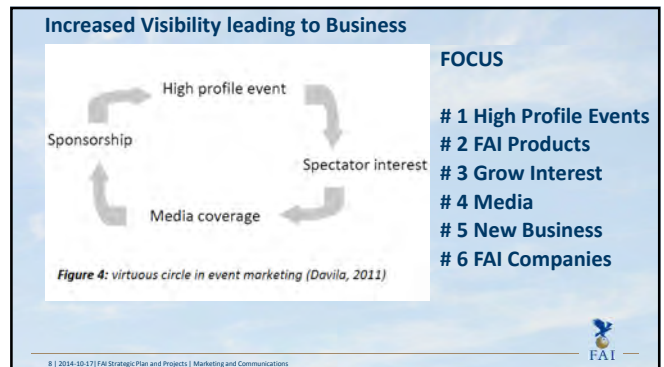 Increased Visibility leading to Business
High profile event
Sponsorship
Spectator interest
Media coverage
Figure 4: virtuous circle in event marketing (Davila, 2011)
FOCUS
# 1 High Profile Events
# 2 FAI Products
# 3 Grow Interest
# 4 Media
# 5 New Business
# 6 FAI Companies
8 | 2014-10-17| FAI Strategic Plan and Projects | Marketing and Communications
FAI